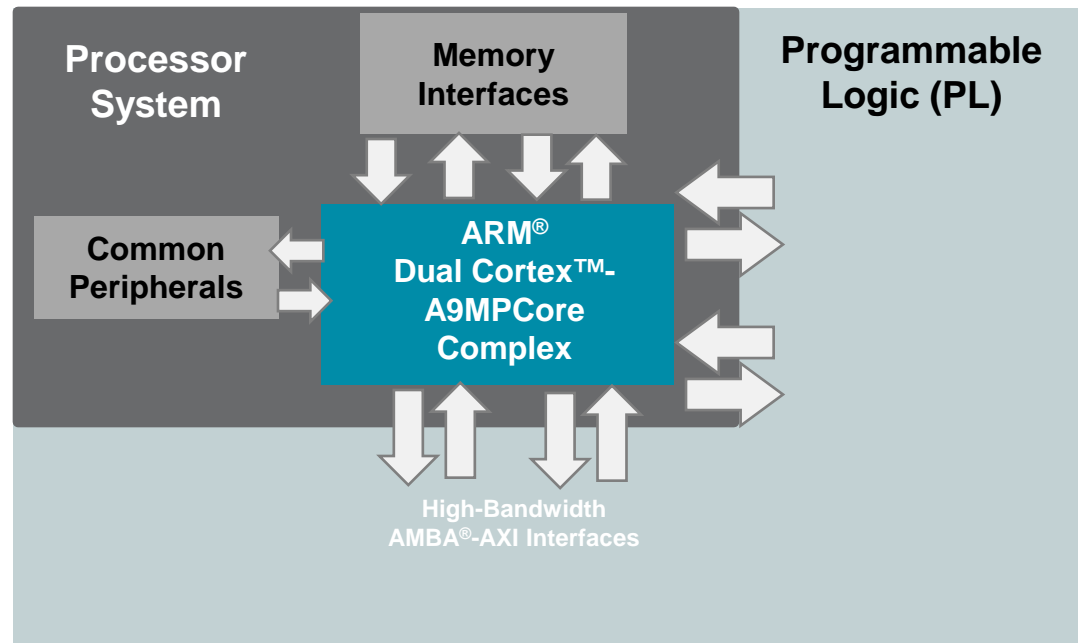 Processor
System
Memory
Interfaces
Programmable
Logic (PL)
Common
Peripherals
ARM®
Dual Cortex™-
A9MPCore
Complex
High-Bandwidth
AMBA®-AXI Interfaces